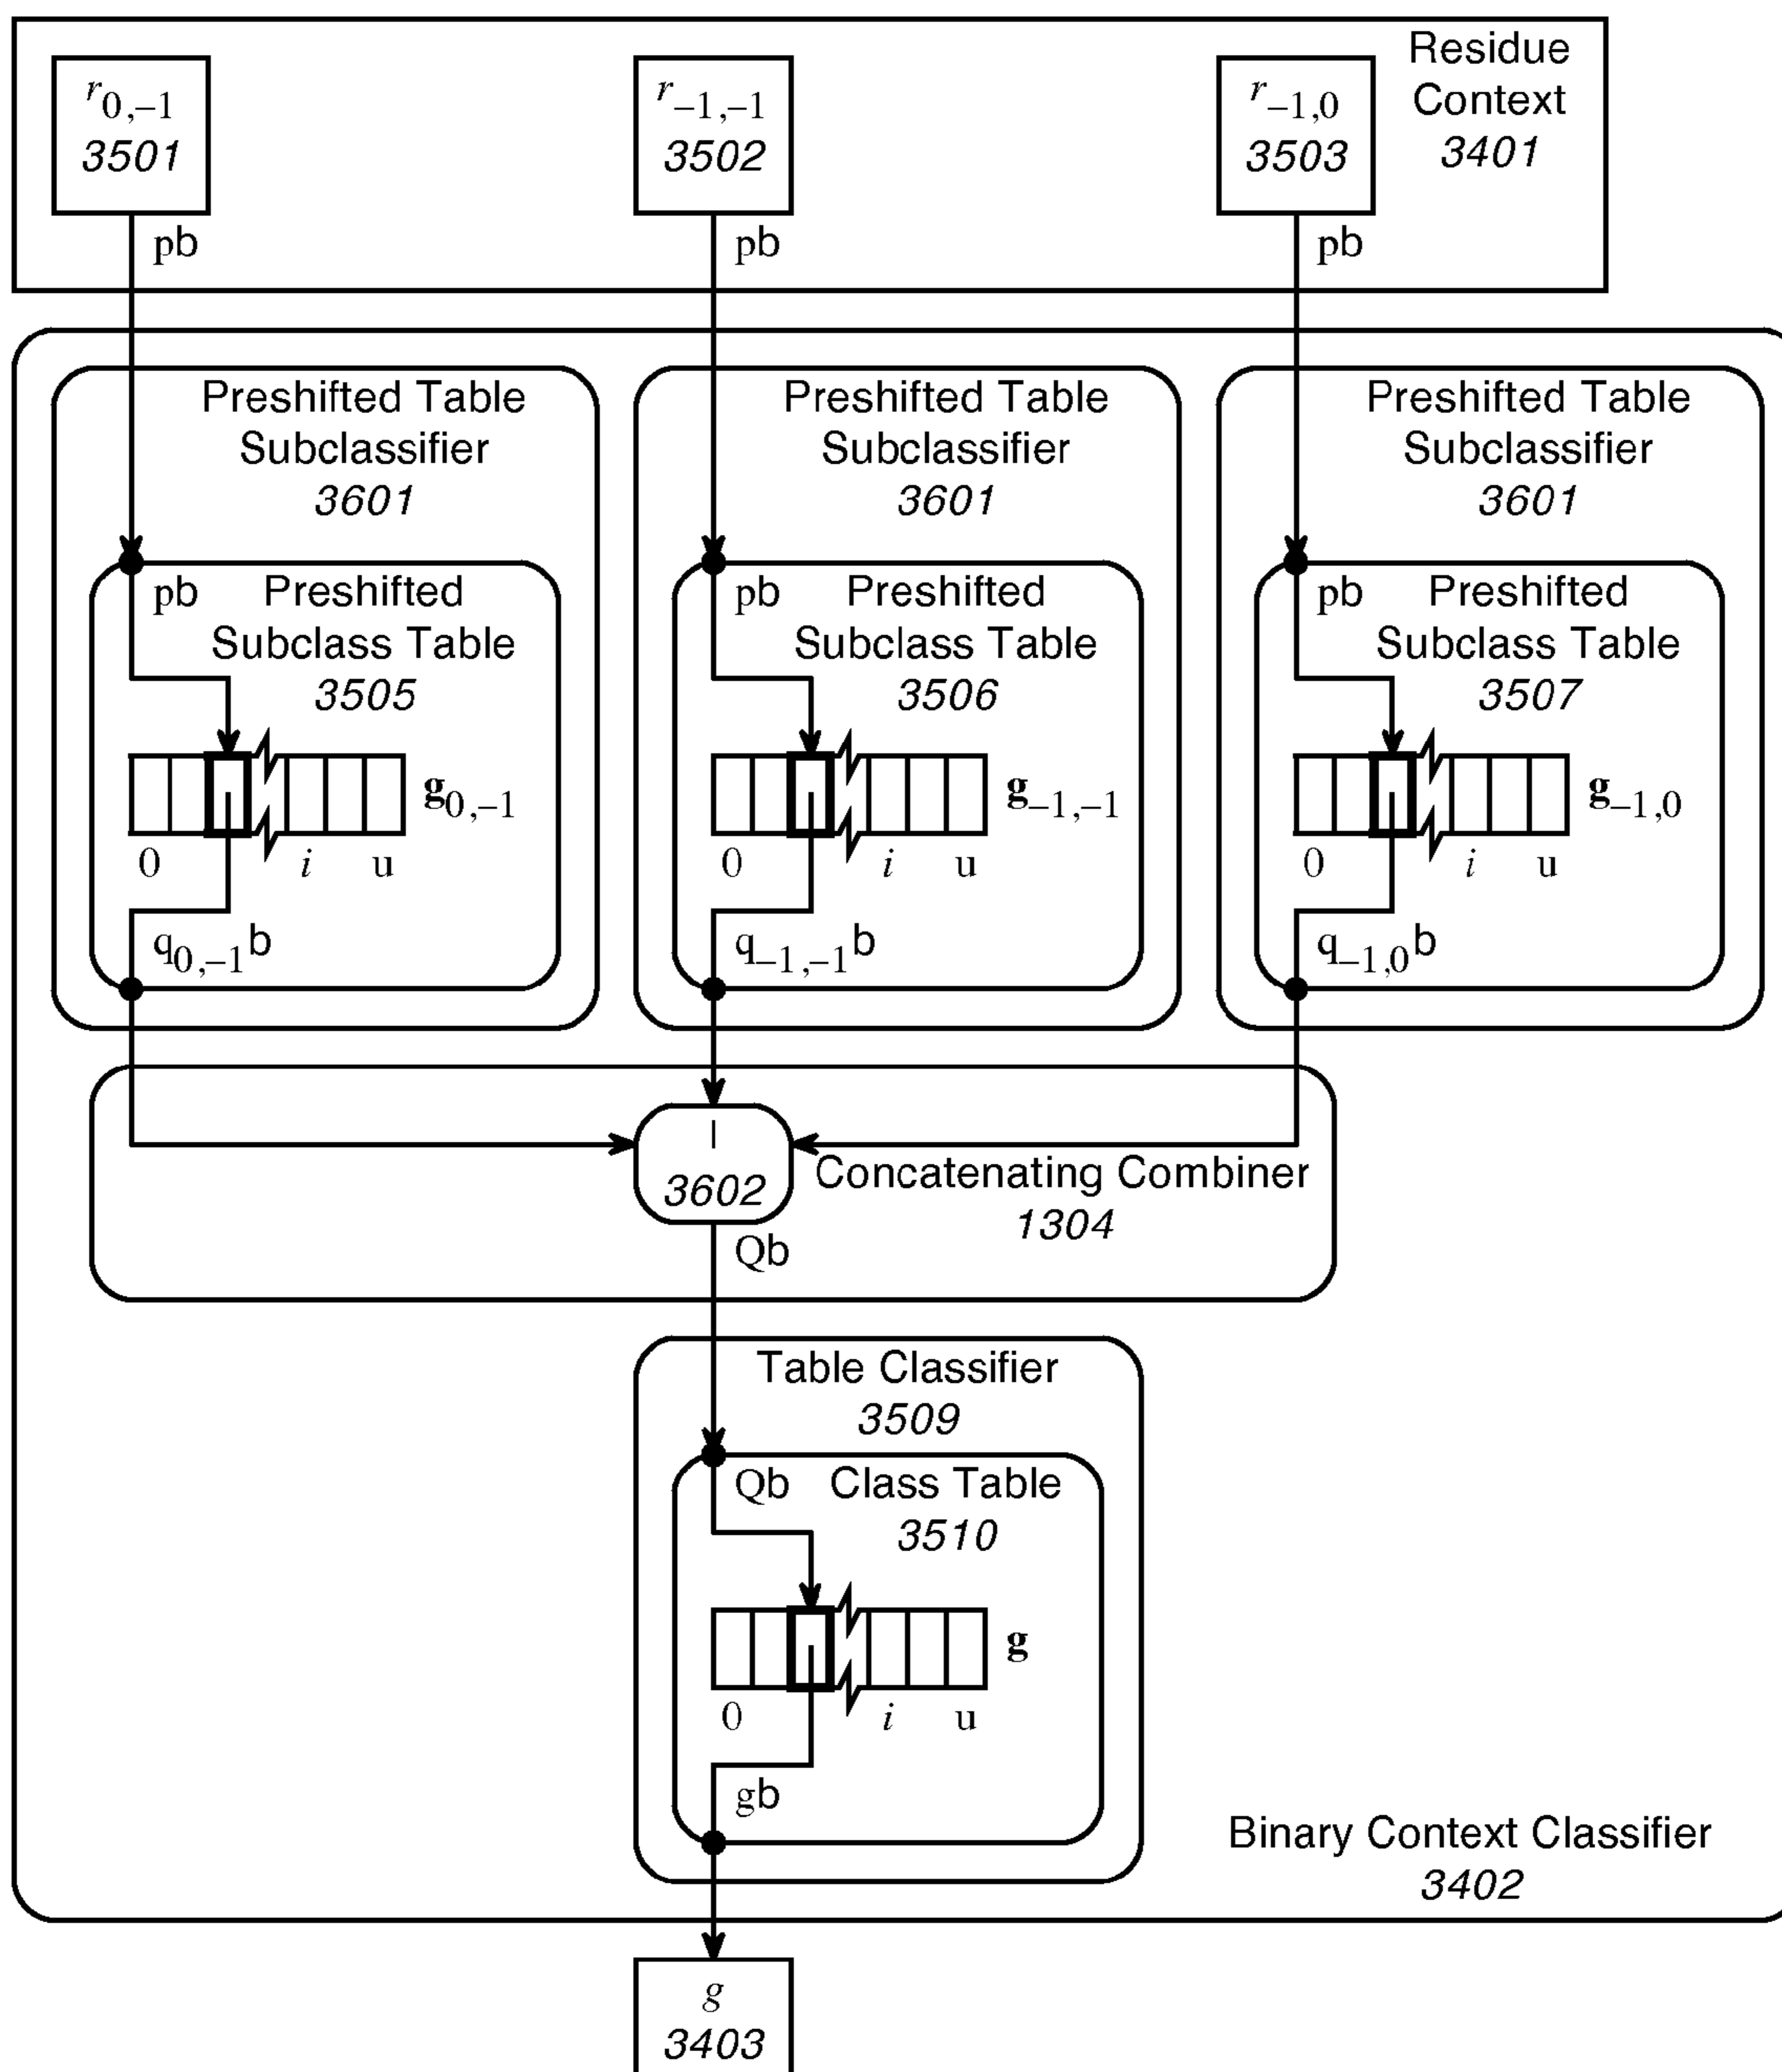 Residue
Context
3401
r0,−1
3501
r−1,−1
3502
r−1,0
3503
pb
pb
pb
Preshifted Table
Subclassifier
3601
Preshifted Table
Subclassifier
3601
Preshifted Table
Subclassifier
3601
pb
Preshifted
Subclass Table
3505
pb
Preshifted
Subclass Table
3506
pb
Preshifted
Subclass Table
3507
g0,−1
0 i u
g−1,−1
0 i u
g−1,0
0 i u
q0,−1b
q−1,−1b
q−1,0b
|
3602
Concatenating Combiner
1304
Qb
Table Classifier
3509
Qb
Class Table
3510
g
0 i u
gb
Binary Context Classifier
3402
g
3403